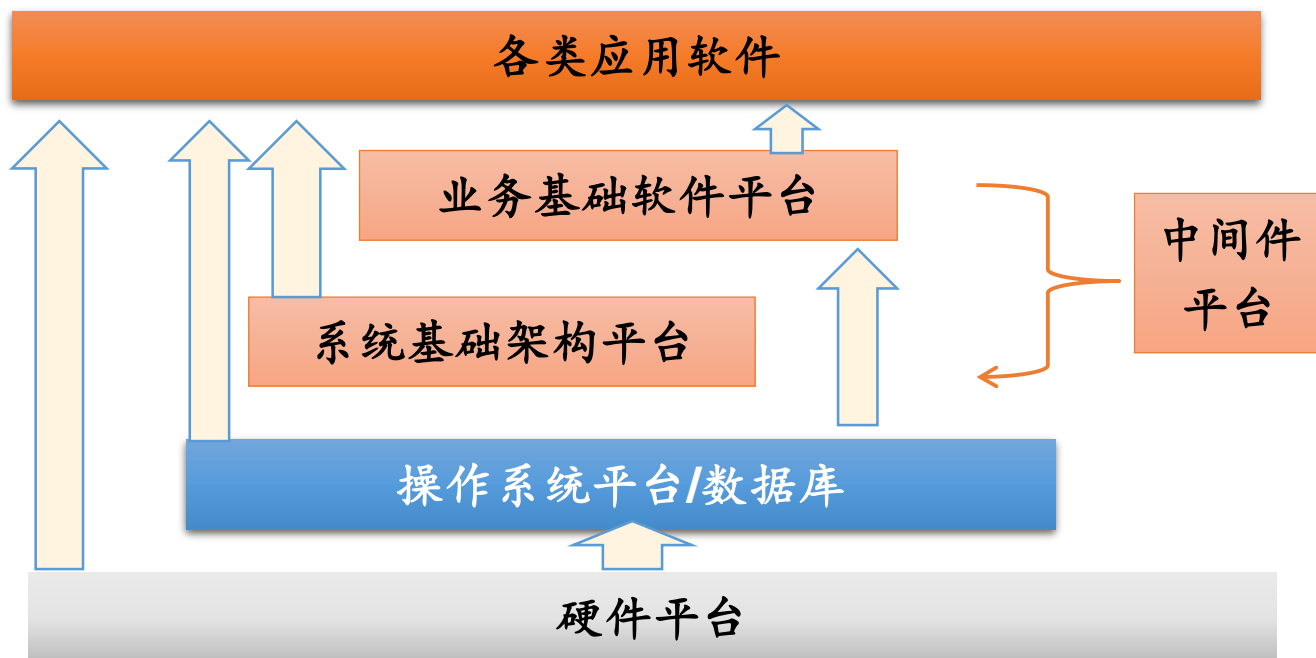 各类应用软件
业务基础软件平台
中间件
平台
系统基础架构平台
操作系统平台/数据库
硬件平台